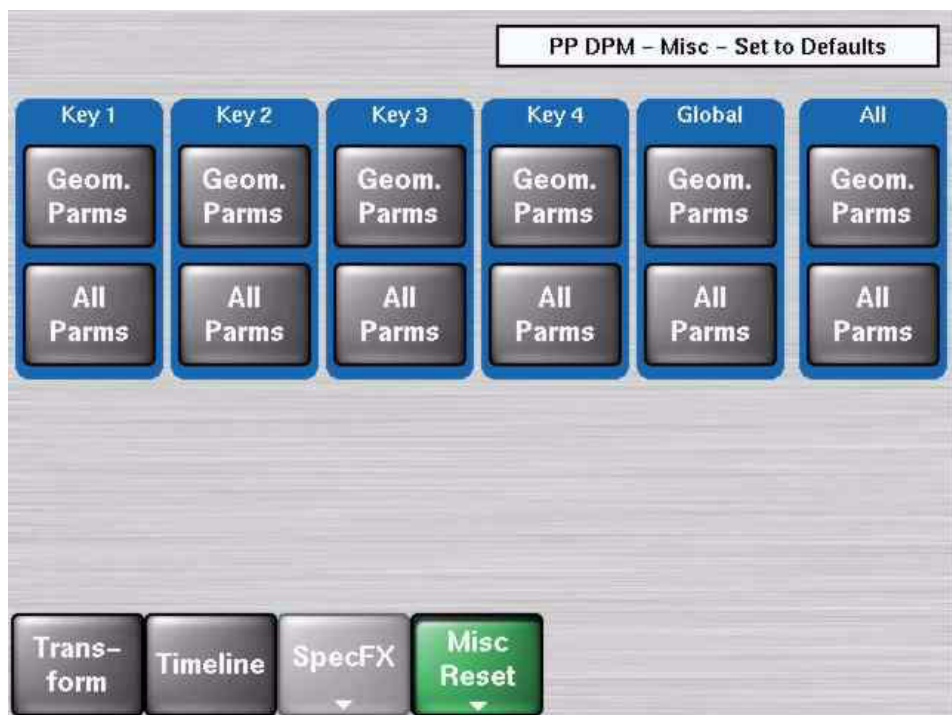 PP DPM – Misc – Set to Defaults
Key 1 Key 2 Key 3 Key 4 Global All
Geom. Geom. Geom. Geom. Geom. Geom.
Parms Parms Parms Parms Parms Parms
All All All All All All
Parms Parms Parms Parms Parms Parms
Trans–
form
Timeline
SpecFX
Misc
Reset